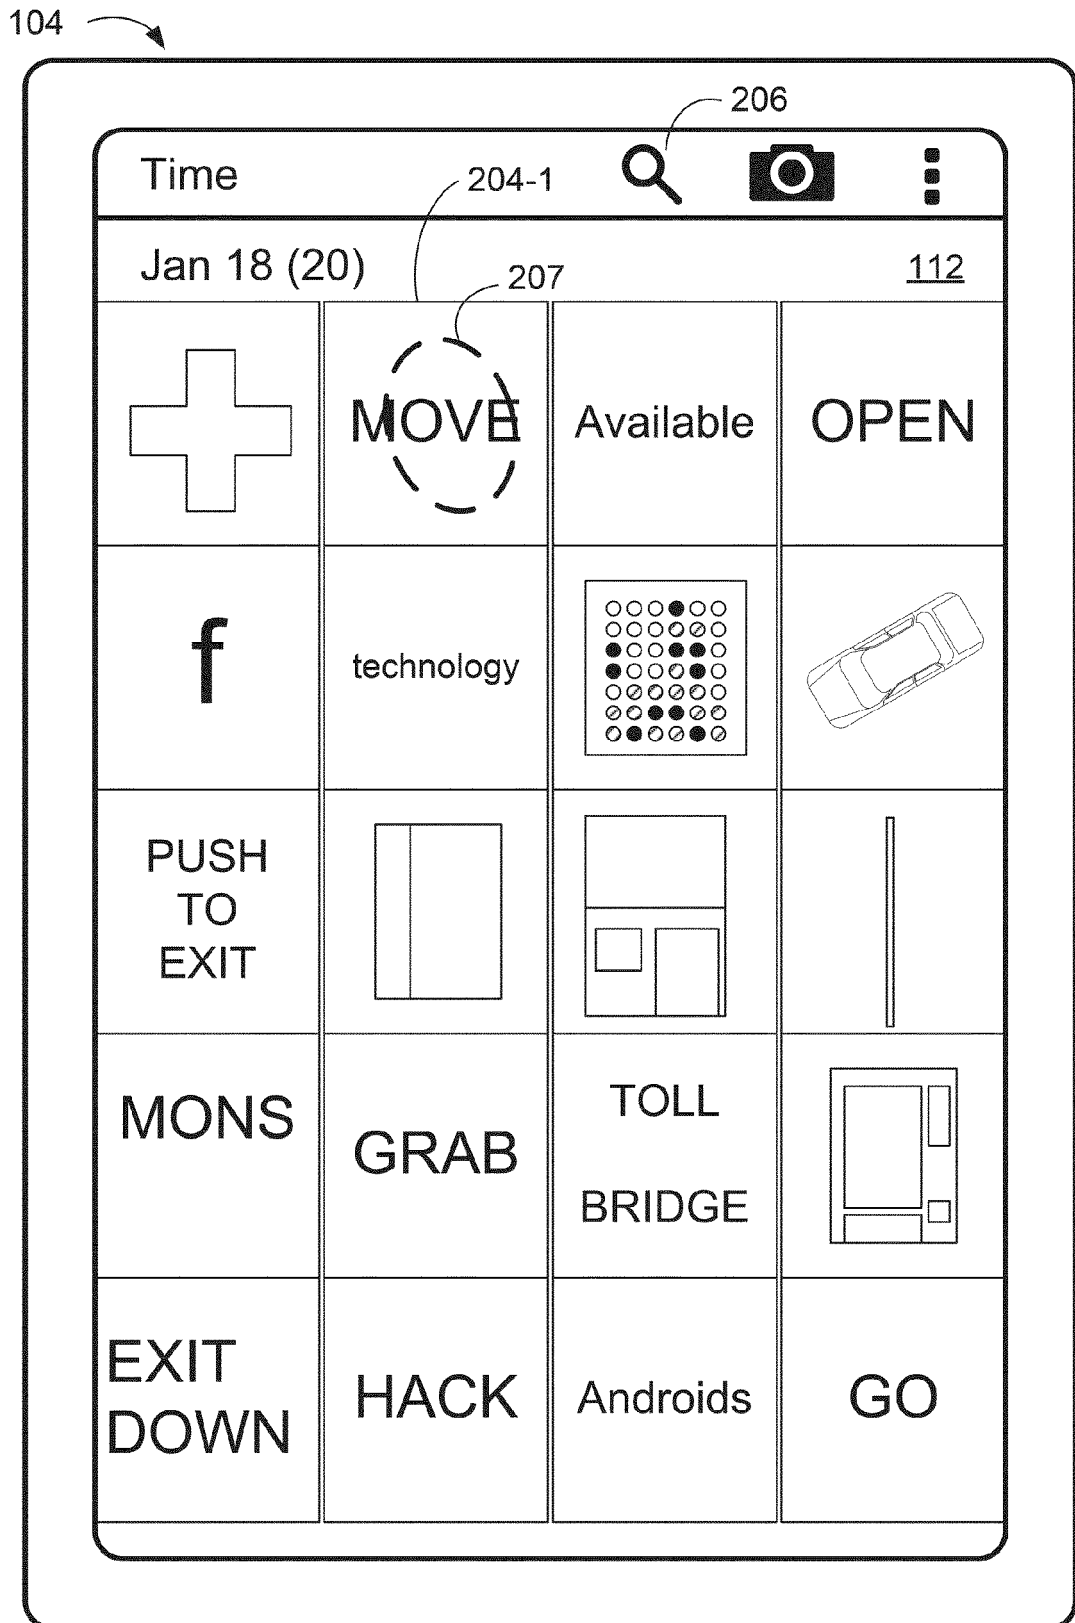 104
206
Time
204-1
Jan 18 (20)
207
112
MOVE
Available
OPEN
f
technology
PUSH
TO
EXIT
MONS
GRAB
TOLL
BRIDGE
EXIT
DOWN
HACK
Androids
GO